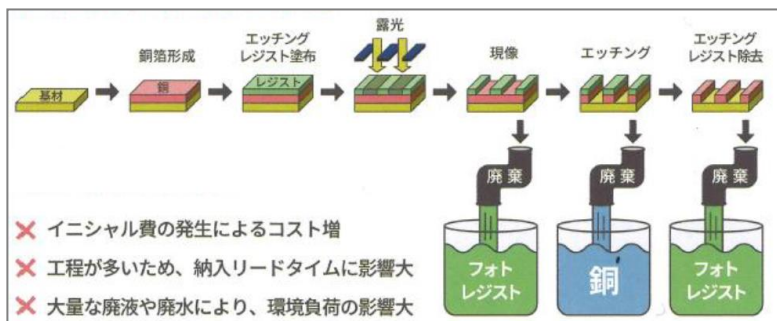 露光
エッチング
レジスト塗布
銅箔形成
現像
エッチング
エッチング
レジスト除去
基材
銅
レジスト
廃棄
廃棄
廃棄
フォト
レジスト
銅
フォト
レジスト
イニシャル費の発生によるコスト増
工程が多いため、納入リードタイムに影響大
大量な廃液や廃水により、環境負荷の影響大